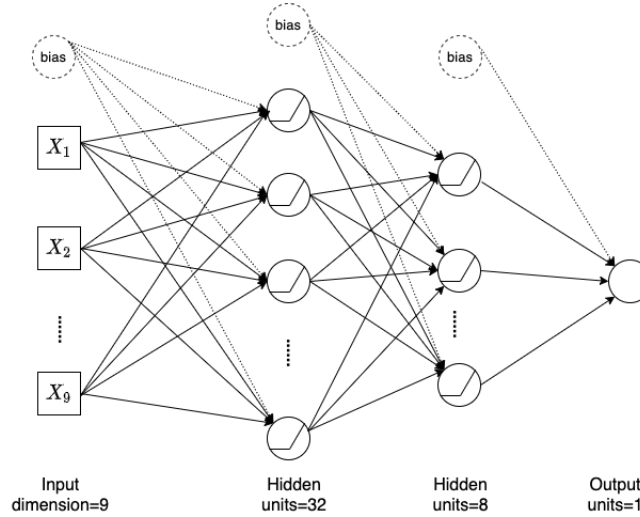 bias
bias
bias
X1
X2
X9
Input
dimension=9
Hidden
units=32
Hidden
units=8
Output
units=1